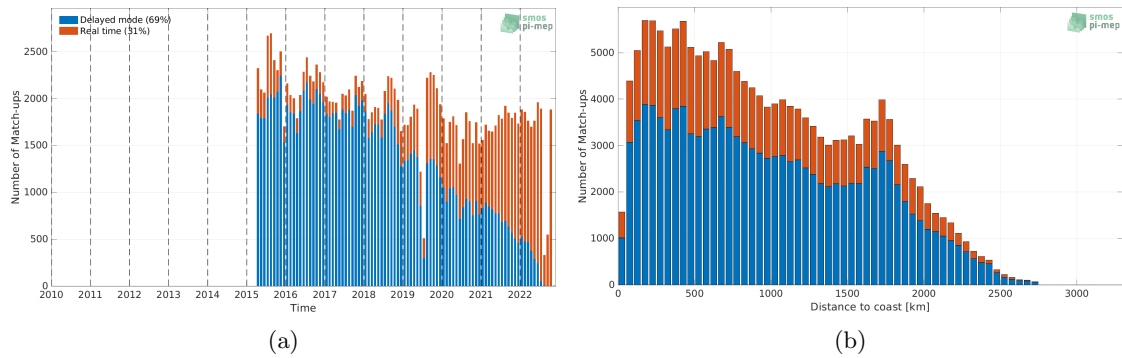 Delayed mode (69%)
Real time (31%)
smos
pi-mep
Number of Match-ups
2500
2000
1500
1000
500
0
2010 2011 2012 2013 2014 2015 2016 2017 2018 2019 2020 2021 2022
Time
(a)
smos
pi-mep
Number of Match-ups
5000
4000
3000
2000
1000
0
0 500 1000 1500 2000 2500 3000
Distance to coast [km]
(b)